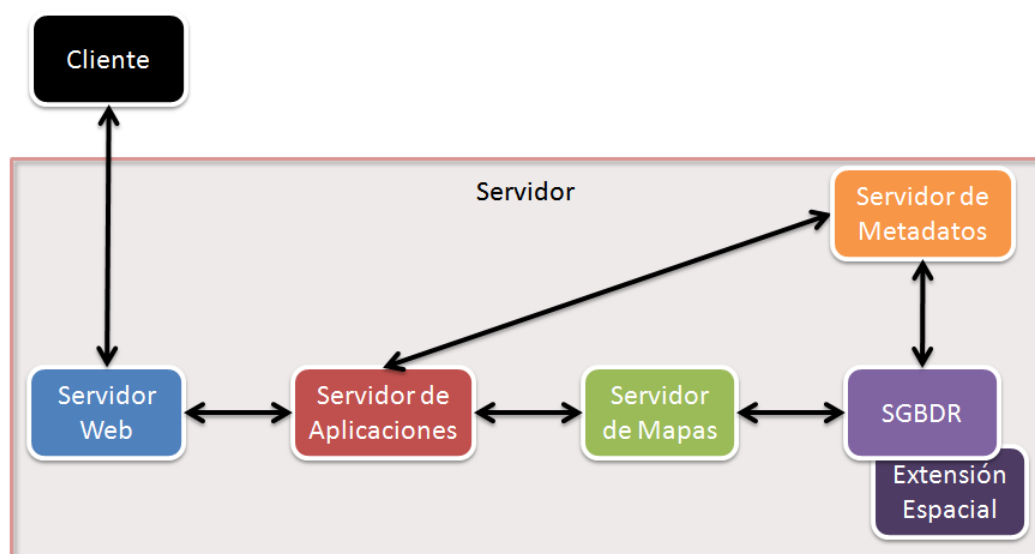 Cliente
Servidor
Servidor de
Metadatos
Servidor
Web
Servidor de
Aplicaciones
Servidor
de Mapas
SGBDR
Extensión
Espacial